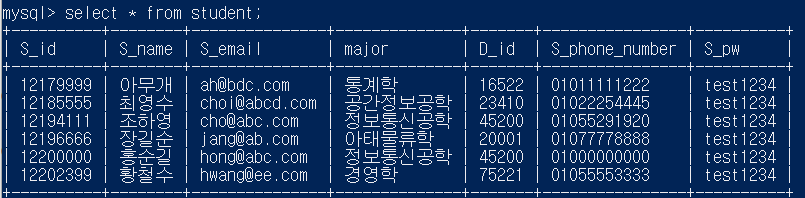 mysql> select * from student;
| S_id | S_name | S_email | major | D_id | S_phone_number | S_pw |
| 12179999 | 아무개 | ah@bdc.com | 통계학 | 16522 | 01011111222 | test1234 |
| 12185555 | 최영수 | choi@abcd.com | 공간정보공학 | 23410 | 01022254445 | test1234 |
| 12194111 | 조하영 | cho@abc.com | 정보통신공학 | 45200 | 01055291920 | test1234 |
| 12196666 | 장길순 | jang@ab.com | 아태물류학 | 20001 | 01077778888 | test1234 |
| 12200000 | 홍순길 | hong@abc.com | 정보통신공학 | 45200 | 01000000000 | test1234 |
| 12202399 | 황철수 | hwang@ee.com | 경영학 | 75221 | 01055553333 | test1234 |